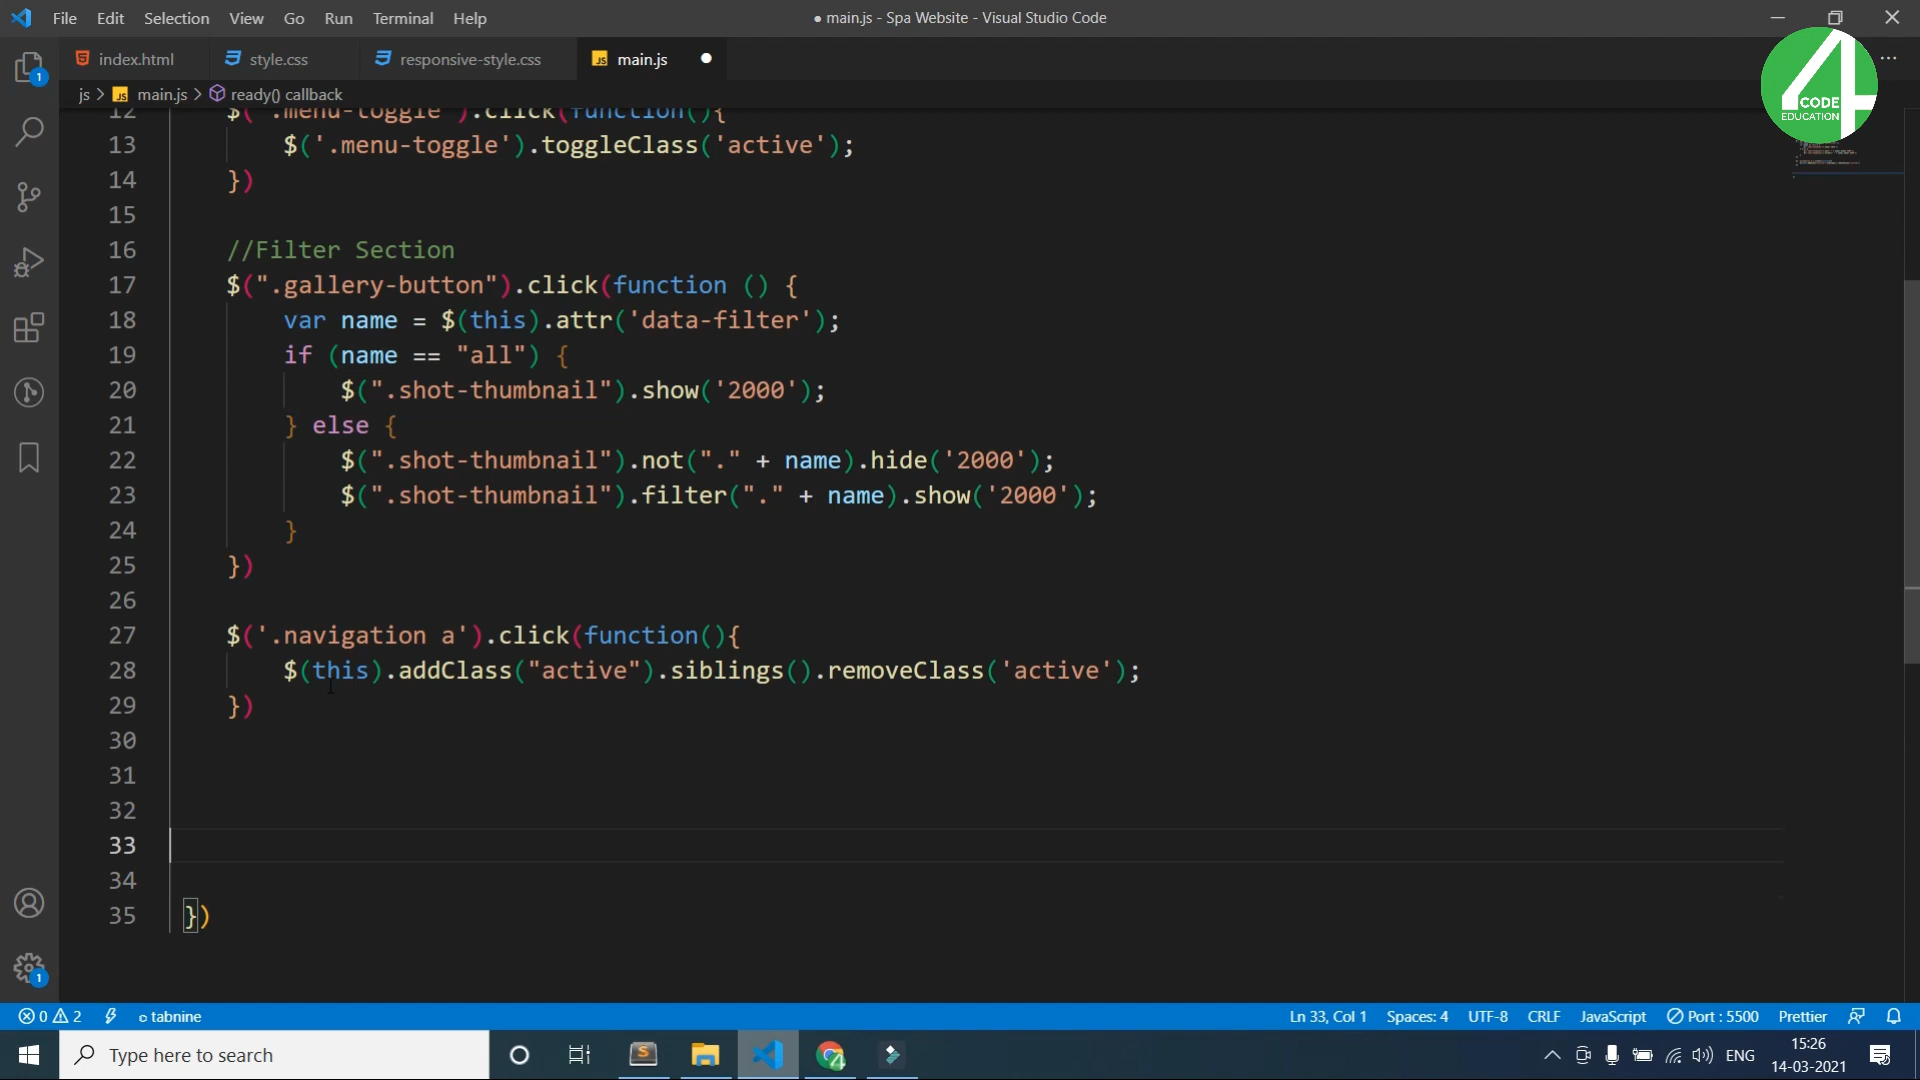 File Edit Selection View Go Run Terminal Help
● main.js - Spa Website - Visual Studio Code
index.html style.css responsive-style.css main.js
CODE
EDUCATION
js > main.js > ready() callback
12 $('.menu-toggle').click(function(){
13 $('.menu-toggle').toggleClass('active');
14 })
15
16 //Filter Section
17 $(".gallery-button").click(function () {
18 var name = $(this).attr('data-filter');
19 if (name == "all") {
20 $(".shot-thumbnail").show('2000');
21 } else {
22 $(".shot-thumbnail").not("." + name).hide('2000');
23 $(".shot-thumbnail").filter("." + name).show('2000');
24 }
25 })
26
27 $('.navigation a').click(function(){
28 $(this).addClass("active").siblings().removeClass('active');
29 })
30
31
32
33
34
35 })
0 2 tabnine Ln 33, Col 1 Spaces: 4 UTF-8 CRLF JavaScript Port : 5500 Prettier
Type here to search
ENG
15:26
14-03-2021